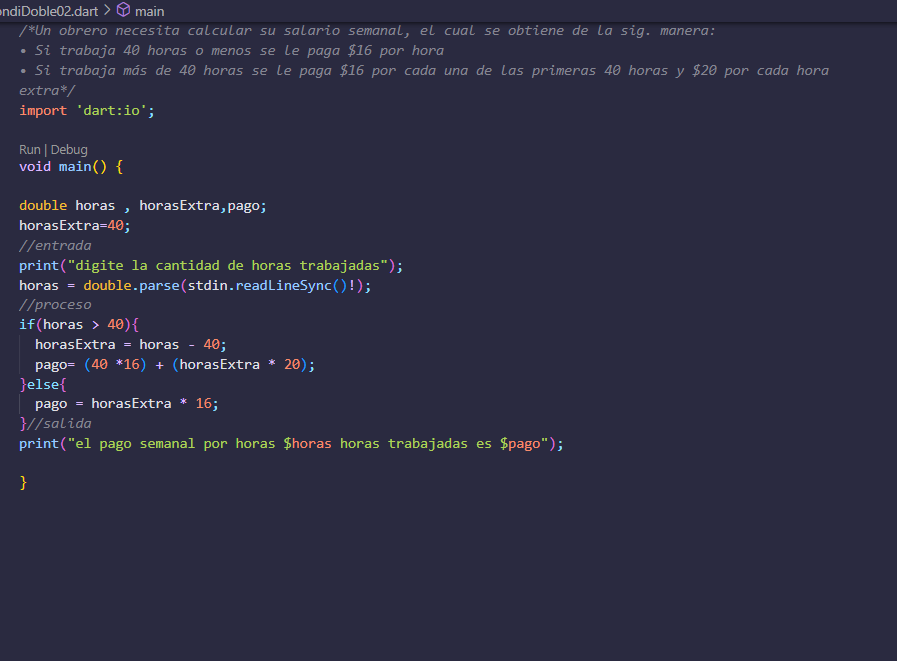 ondiDoble02.dart > main
/*Un obrero necesita calcular su salario semanal, el cual se obtiene de la sig. manera:
• Si trabaja 40 horas o menos se le paga $16 por hora
• Si trabaja más de 40 horas se le paga $16 por cada una de las primeras 40 horas y $20 por cada hora
extra*/
import 'dart:io';
Run | Debug
void main() {
double horas , horasExtra,pago;
horasExtra=40;
//entrada
print("digite la cantidad de horas trabajadas");
horas = double.parse(stdin.readLineSync()!);
//proceso
if(horas > 40){
  horasExtra = horas - 40;
  pago= (40 *16) + (horasExtra * 20);
}else{
  pago = horasExtra * 16;
}//salida
print("el pago semanal por horas $horas horas trabajadas es $pago");
}